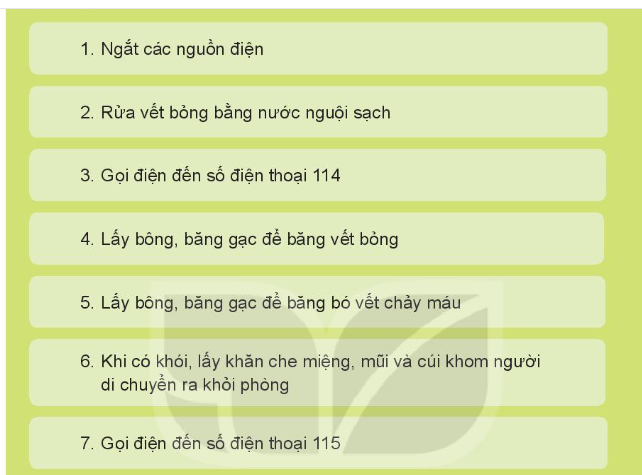 1. Ngắt các nguồn điện
2. Rửa vết bỏng bằng nước nguội sạch
3. Gọi điện đến số điện thoại 114
4. Lấy bông, băng gạc để băng vết bỏng
5. Lấy bông, băng gạc để băng bó vết chảy máu
6. Khi có khói, lấy khăn che miệng, mũi và cúi khom người
di chuyển ra khỏi phòng
7. Gọi điện đến số điện thoại 115